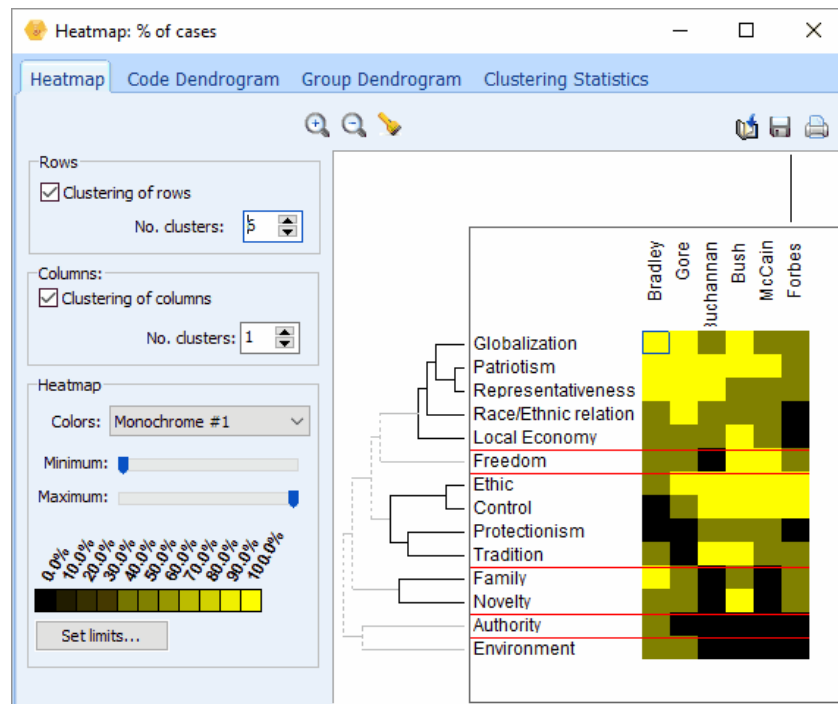 Heatmap: % of cases
Heatmap Code Dendrogram Group Dendrogram Clustering Statistics
Rows
Clustering of rows
No. clusters: 5
Columns:
Clustering of columns
No. clusters: 1
Heatmap
Colors: Monochrome #1
Minimum:
Maximum:
0.0% 10.0% 20.0% 30.0% 40.0% 50.0% 60.0% 70.0% 80.0% 90.0% 100.0%
Set limits...
Bradley
Gore
Buchannan
Bush
McCain
Forbes
Globalization
Patriotism
Representativeness
Race/Ethnic relation
Local Economy
Freedom
Ethic
Control
Protectionism
Tradition
Family
Novelty
Authority
Environment